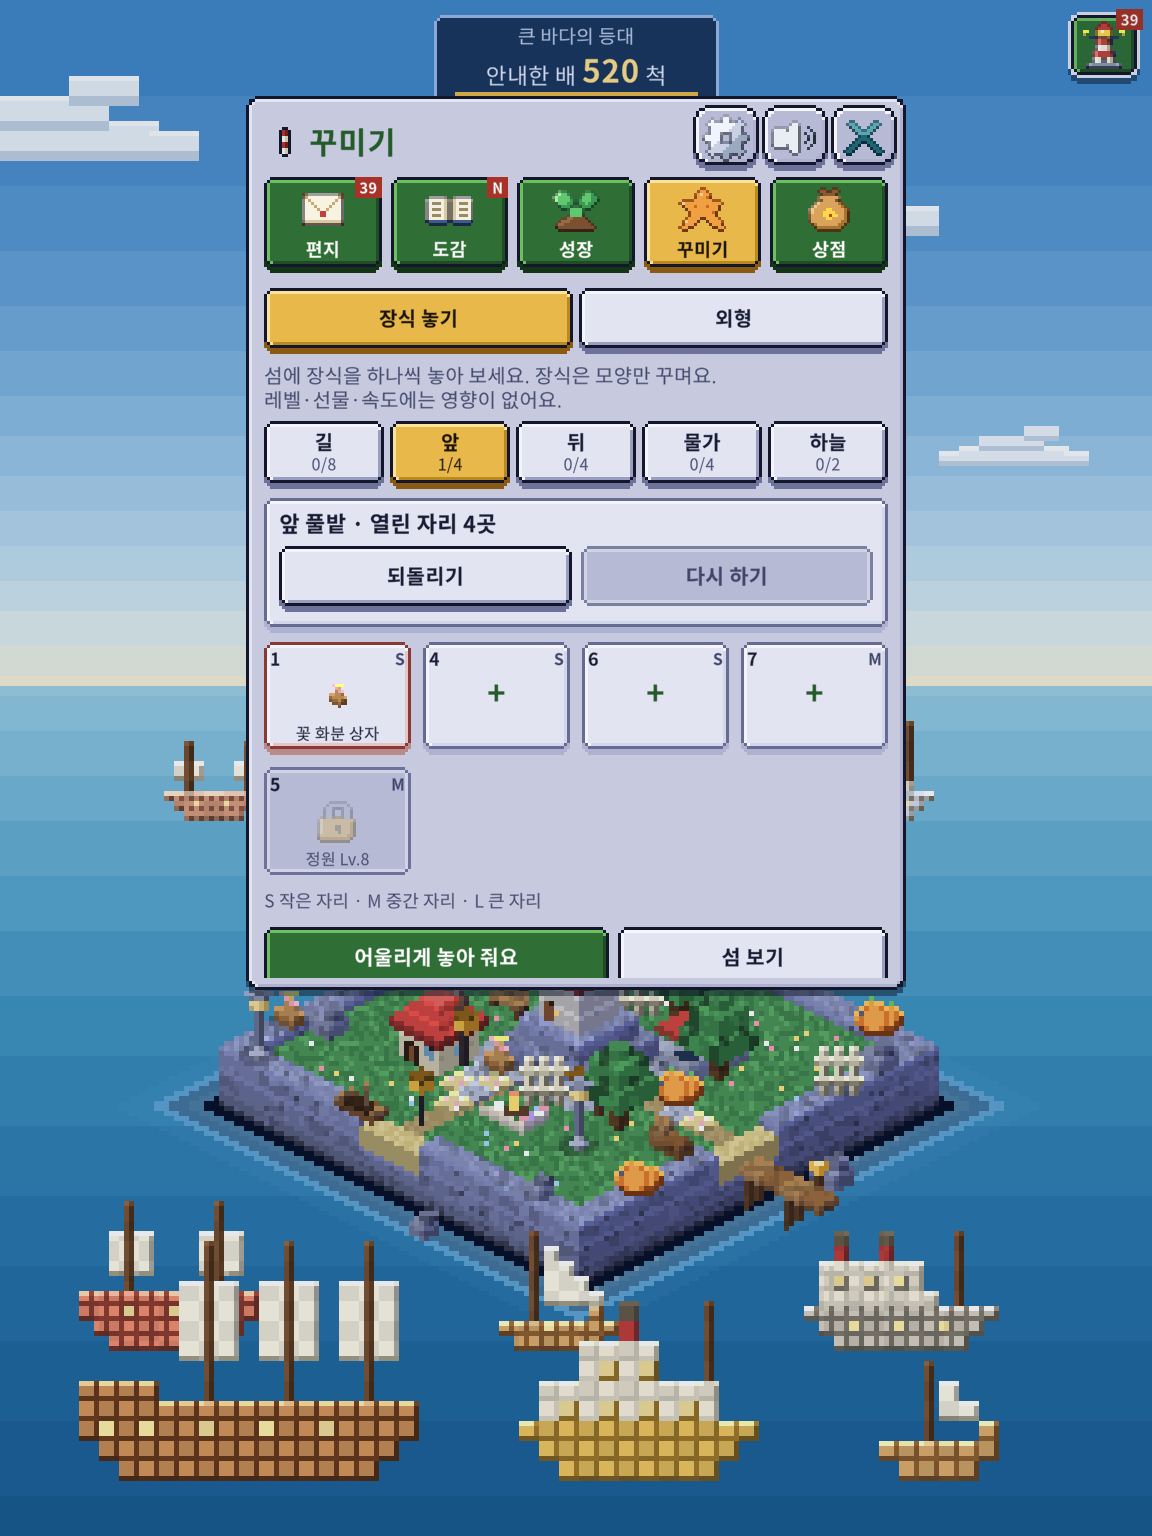 큰 바다의 등대
안내한 배 520 척
39
꾸미기
39
N
편지
도감
성장
꾸미기
상점
장식 놓기
외형
섬에 장식을 하나씩 놓아 보세요. 장식은 모양만 꾸며요.
레벨·선물·속도에는 영향이 없어요.
길
0/8
앞
1/4
뒤
0/4
물가
0/4
하늘
0/2
앞 풀밭 · 열린 자리 4곳
되돌리기
다시 하기
1 S
꽃 화분 상자
4 S
+
6 S
+
7 M
+
5 M
정원 Lv.8
S 작은 자리 · M 중간 자리 · L 큰 자리
어울리게 놓아 줘요
섬 보기